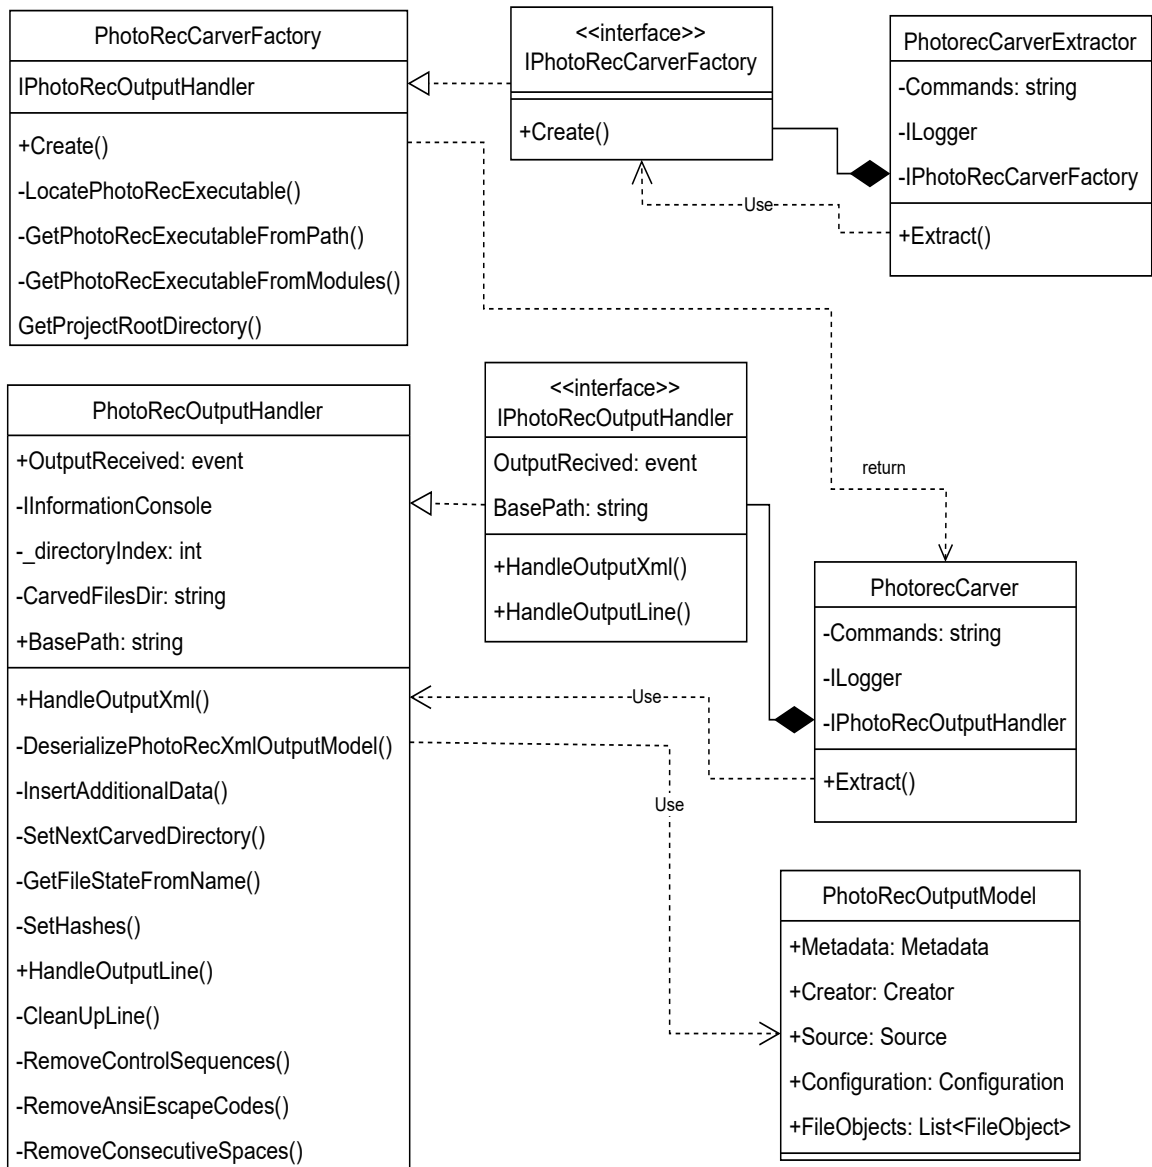 PhotoRecCarverFactory
IPhotoRecOutputHandler
+Create()
-LocatePhotoRecExecutable()
-GetPhotoRecExecutableFromPath()
-GetPhotoRecExecutableFromModules()
GetProjectRootDirectory()
<<interface>>
IPhotoRecCarverFactory
+Create()
PhotorecCarverExtractor
-Commands: string
-ILogger
-IPhotoRecCarverFactory
+Extract()
Use
PhotoRecOutputHandler
+OutputReceived: event
-IInformationConsole
-_directoryIndex: int
-CarvedFilesDir: string
+BasePath: string
+HandleOutputXml()
-DeserializePhotoRecXmlOutputModel()
-InsertAdditionalData()
-SetNextCarvedDirectory()
-GetFileStateFromName()
-SetHashes()
+HandleOutputLine()
-CleanUpLine()
-RemoveControlSequences()
-RemoveAnsiEscapeCodes()
-RemoveConsecutiveSpaces()
<<interface>>
IPhotoRecOutputHandler
OutputRecived: event
BasePath: string
+HandleOutputXml()
+HandleOutputLine()
return
PhotorecCarver
-Commands: string
-ILogger
-IPhotoRecOutputHandler
+Extract()
Use
Use
PhotoRecOutputModel
+Metadata: Metadata
+Creator: Creator
+Source: Source
+Configuration: Configuration
+FileObjects: List<FileObject>